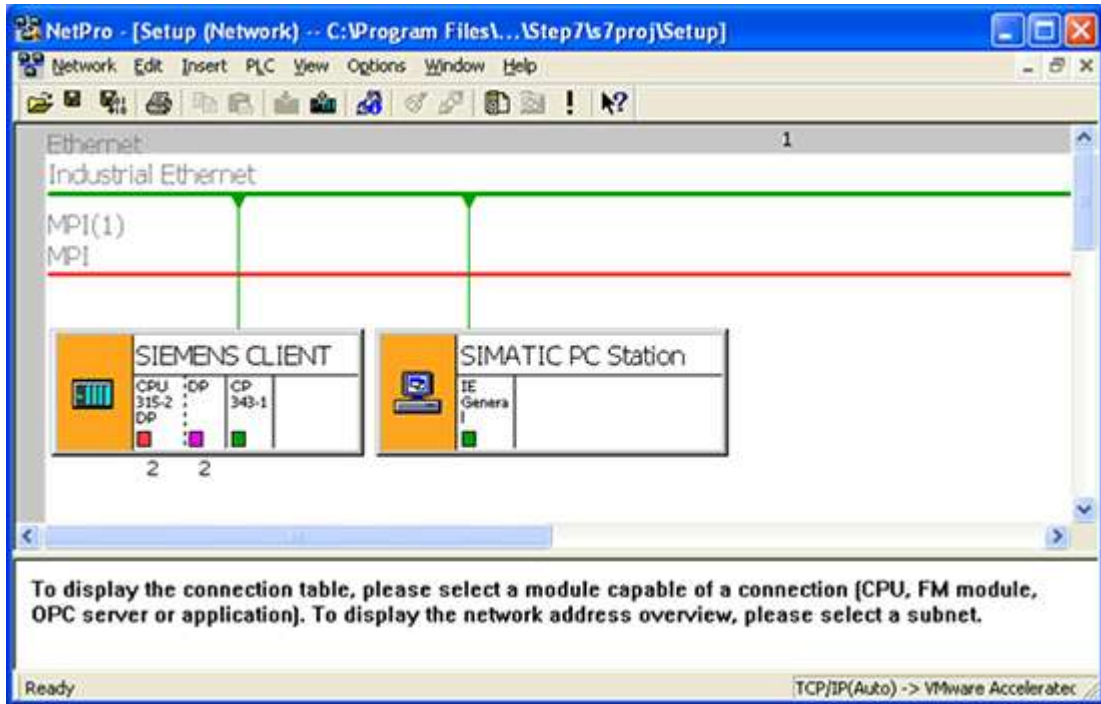 NetPro - [Setup (Network) -- C:\Program Files\...\Step7\s7proj\Setup]
Network Edit Insert PLC View Options Window Help
Ethernet 1
Industrial Ethernet
MPI(1)
MPI
SIEMENS CLIENT
CPU
315-2
DP
DP
CP
343-1
2 2
SIMATIC PC Station
IE
Genera
l
To display the connection table, please select a module capable of a connection (CPU, FM module,
OPC server or application). To display the network address overview, please select a subnet.
Ready TCP/IP(Auto) -> VMware Acceleratec